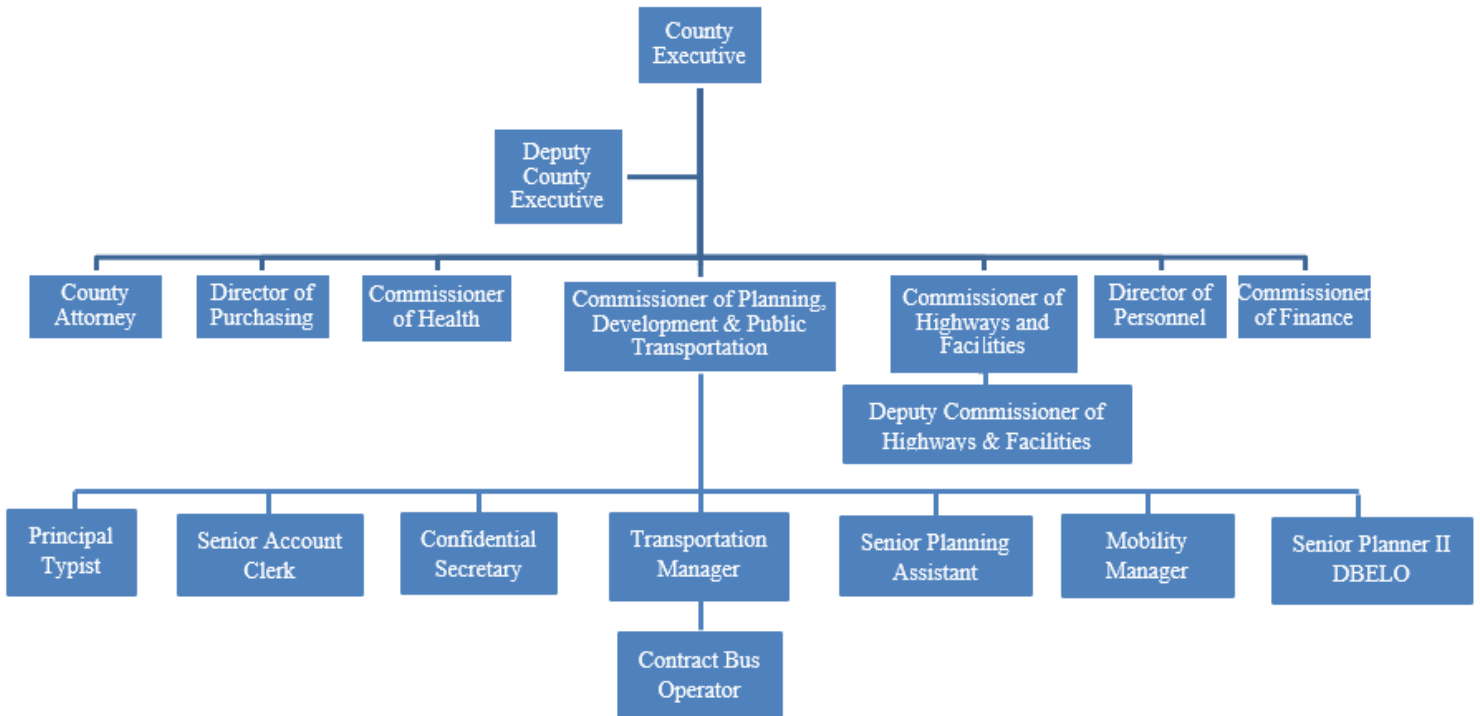 County
Executive
Deputy
County
Executive
County
Attorney
Director of
Purchasing
Commissioner
of Health
Commissioner of Planning,
Development & Public
Transportation
Commissioner of
Highways and
Facilities
Director of
Personnel
Commissioner
of Finance
Deputy Commissioner of
Highways & Facilities
Principal
Typist
Senior Account
Clerk
Confidential
Secretary
Transportation
Manager
Senior Planning
Assistant
Mobility
Manager
Senior Planner II
DBELO
Contract Bus
Operator